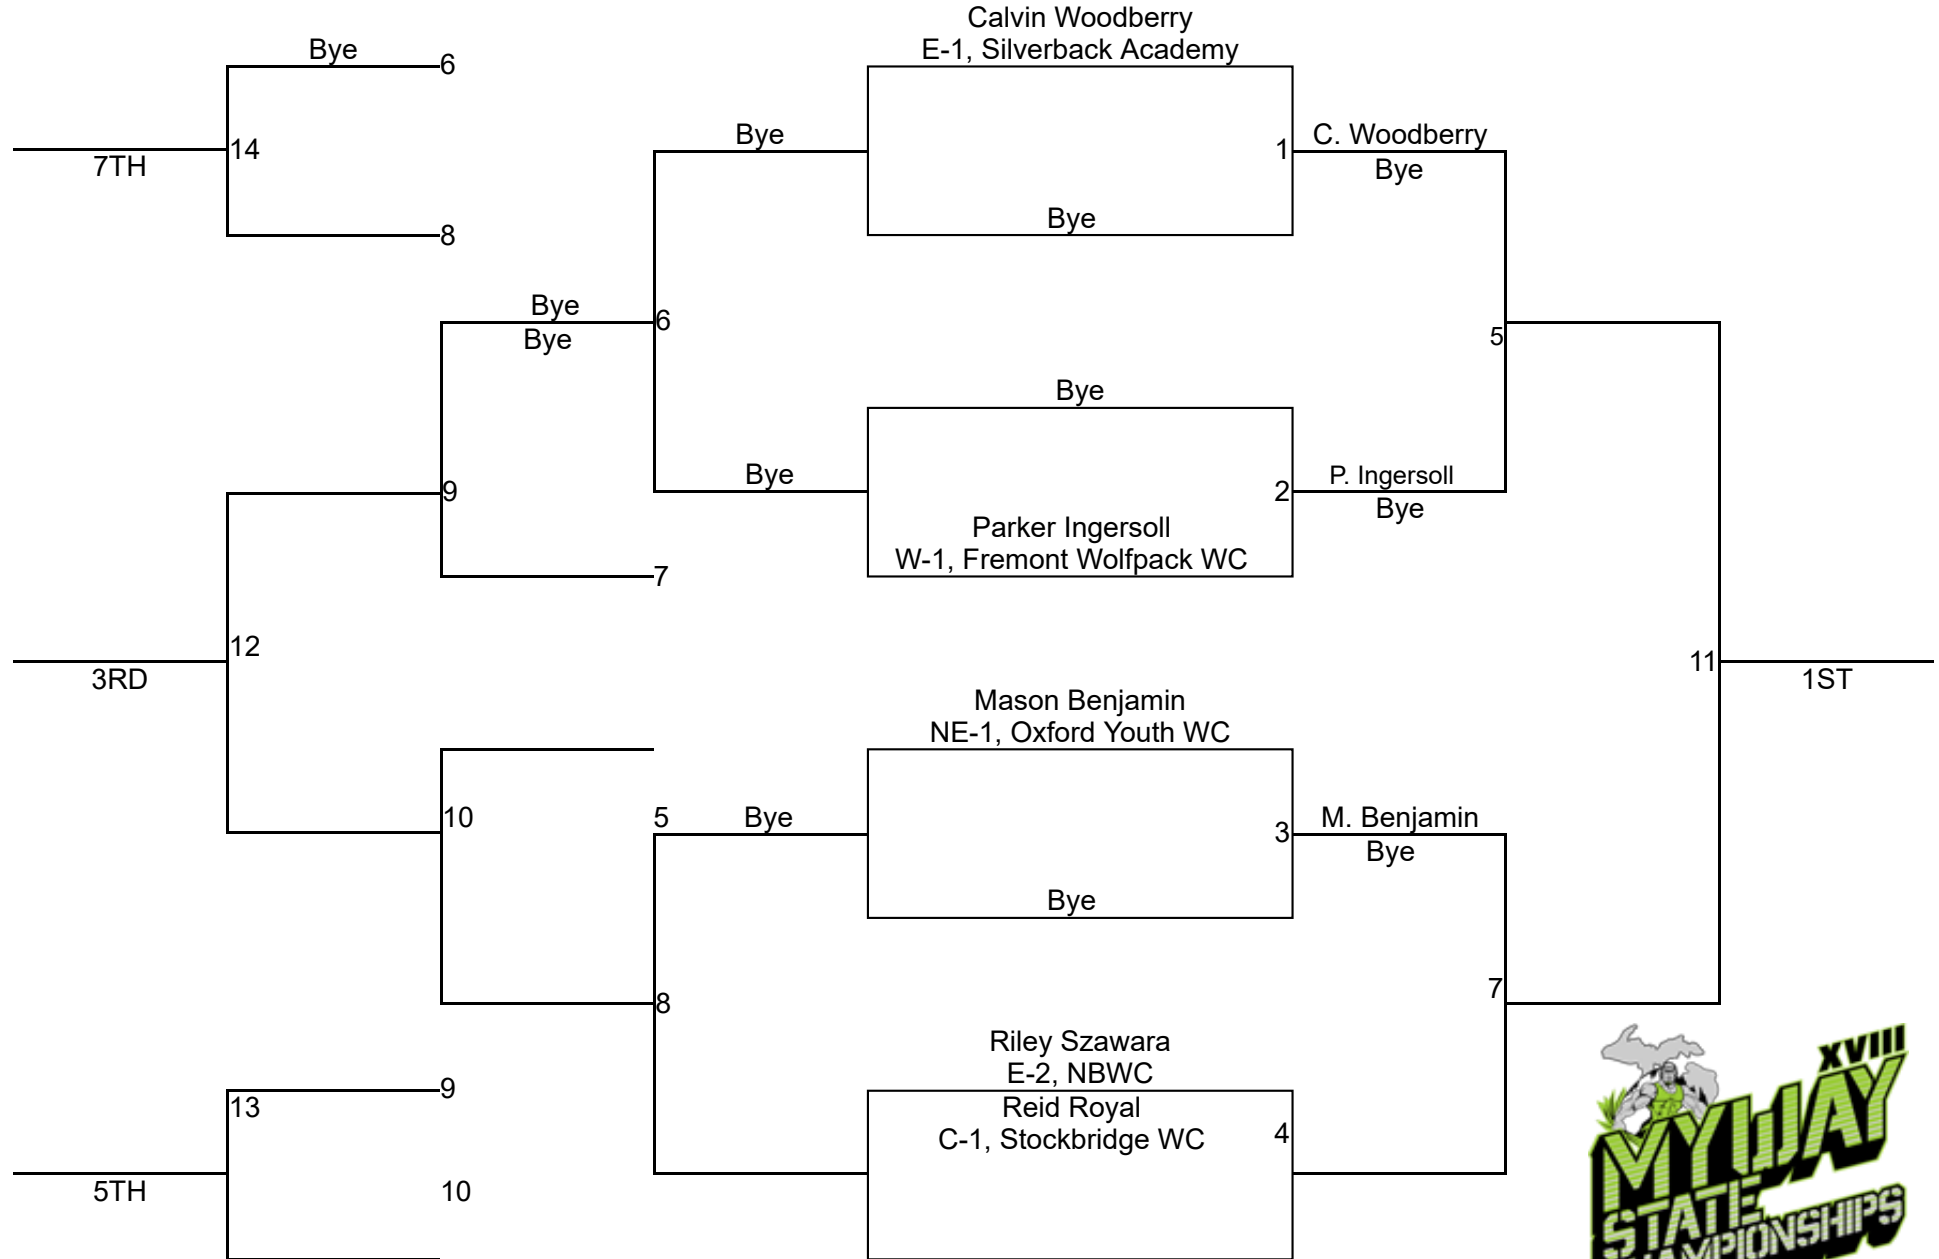 Calvin Woodberry
Bye
E-1, Silverback Academy
6
Bye
C. Woodberry
14
1
7TH
Bye
Bye
8
Bye
Bye
6
5
Bye
Bye
Bye
P. Ingersoll
9
2
Bye
Parker Ingersoll
W-1, Fremont Wolfpack WC
7
12
11
3RD
1ST
Mason Benjamin
NE-1, Oxford Youth WC
10
5
Bye
3
M. Benjamin
Bye
Bye
8
7
Riley Szawara
E-2, NBWC
9
13
Reid Royal
C-1, Stockbridge WC
4
5TH
10
XVIII
MYWAY
STATE
CHAMPIONSHIPS